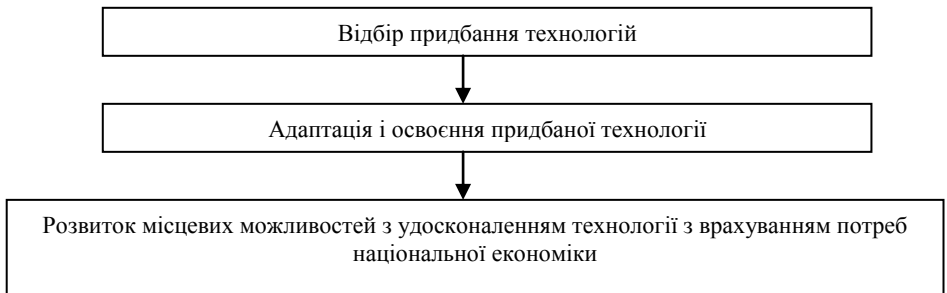 Відбір придбання технологій
Адаптація і освоєння придбаної технології
Розвиток місцевих можливостей з удосконаленням технології з врахуванням потреб
національної економіки